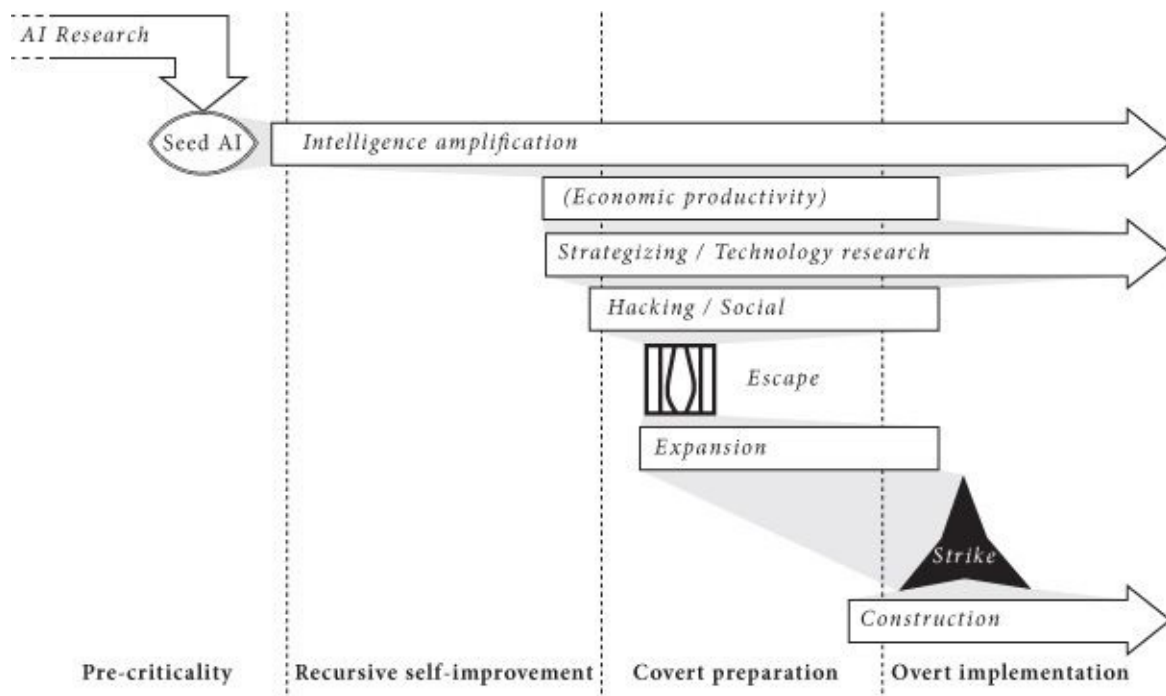 AI Research
Seed AI
Intelligence amplification
(Economic productivity)
Strategizing / Technology research
Hacking / Social
Escape
Expansion
Strike
Construction
Pre-criticality
Recursive self-improvement
Covert preparation
Overt implementation